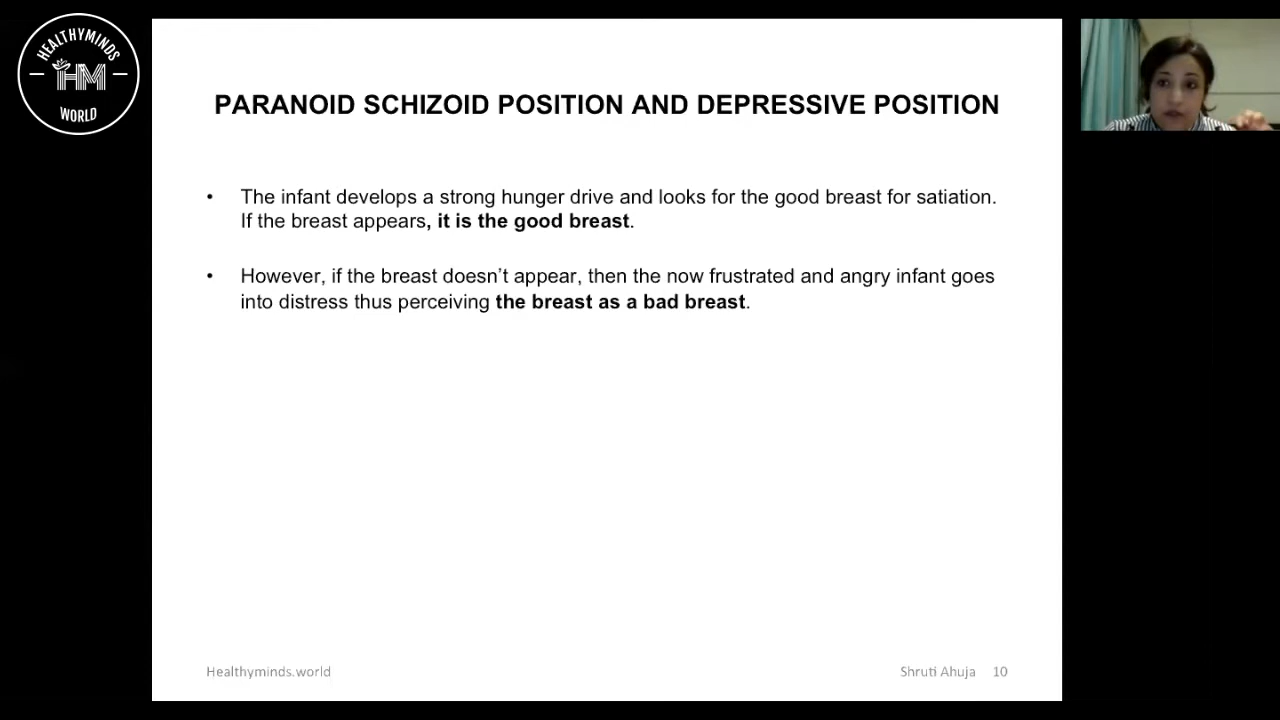 HEALTHYMINDS
HM
WORLD
PARANOID SCHIZOID POSITION AND DEPRESSIVE POSITION
• The infant develops a strong hunger drive and looks for the good breast for satiation.
If the breast appears, it is the good breast.
• However, if the breast doesn’t appear, then the now frustrated and angry infant goes
into distress thus perceiving the breast as a bad breast.
Healthyminds.world
Shruti Ahuja 10